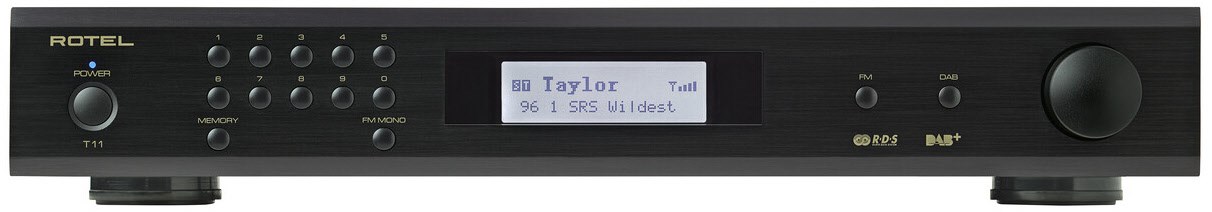 ROTEL
POWER
T11
1 2 3 4 5
6 7 8 9 0
MEMORY FM MONO
ST Taylor
96 1 SRS Wildest
FM DAB
R·D·S DAB+